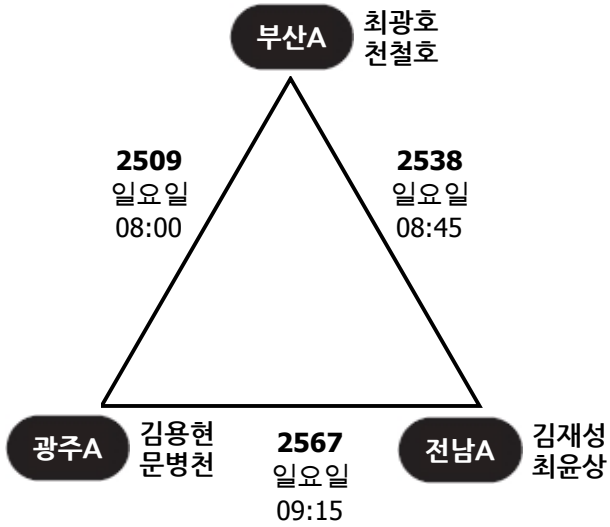 부산A
최광호
천철호
2509
일요일
08:00
2538
일요일
08:45
광주A
김용현
문병천
2567
일요일
09:15
전남A
김재성
최윤상